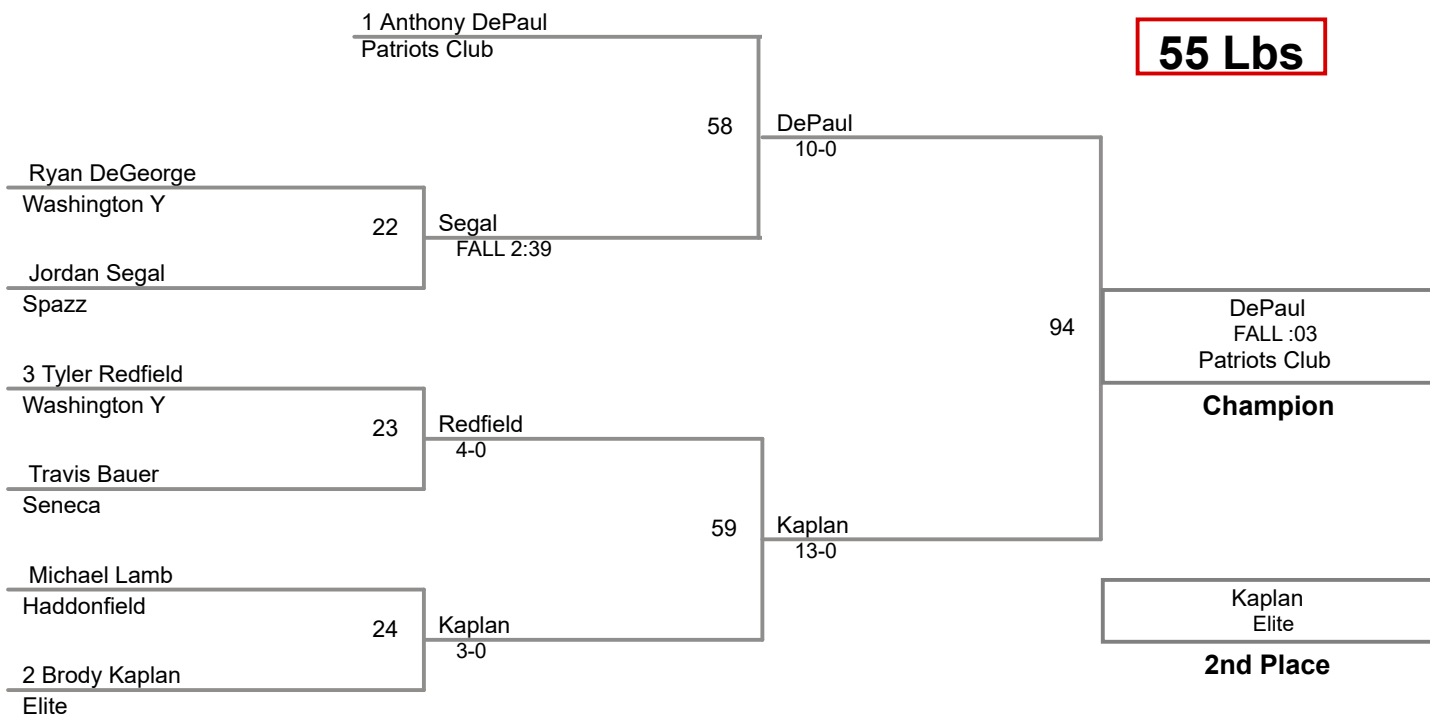 1 Anthony DePaul
Patriots Club
55 Lbs
58
DePaul
10-0
Ryan DeGeorge
Washington Y
22
Segal
FALL 2:39
Jordan Segal
Spazz
94
DePaul
FALL :03
Patriots Club
Champion
3 Tyler Redfield
Washington Y
23
Redfield
4-0
Travis Bauer
Seneca
59
Kaplan
13-0
Michael Lamb
Haddonfield
24
Kaplan
3-0
2 Brody Kaplan
Elite
Kaplan
Elite
2nd Place